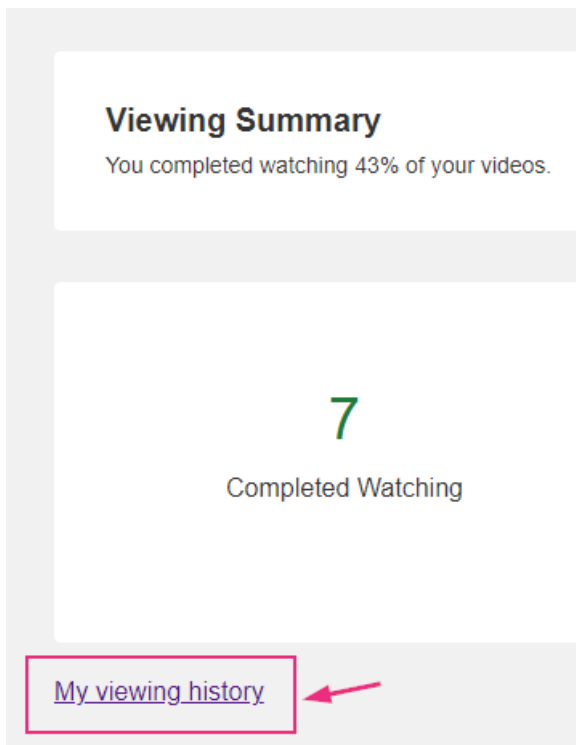 Viewing Summary
You completed watching 43% of your videos.
7
Completed Watching
My viewing history